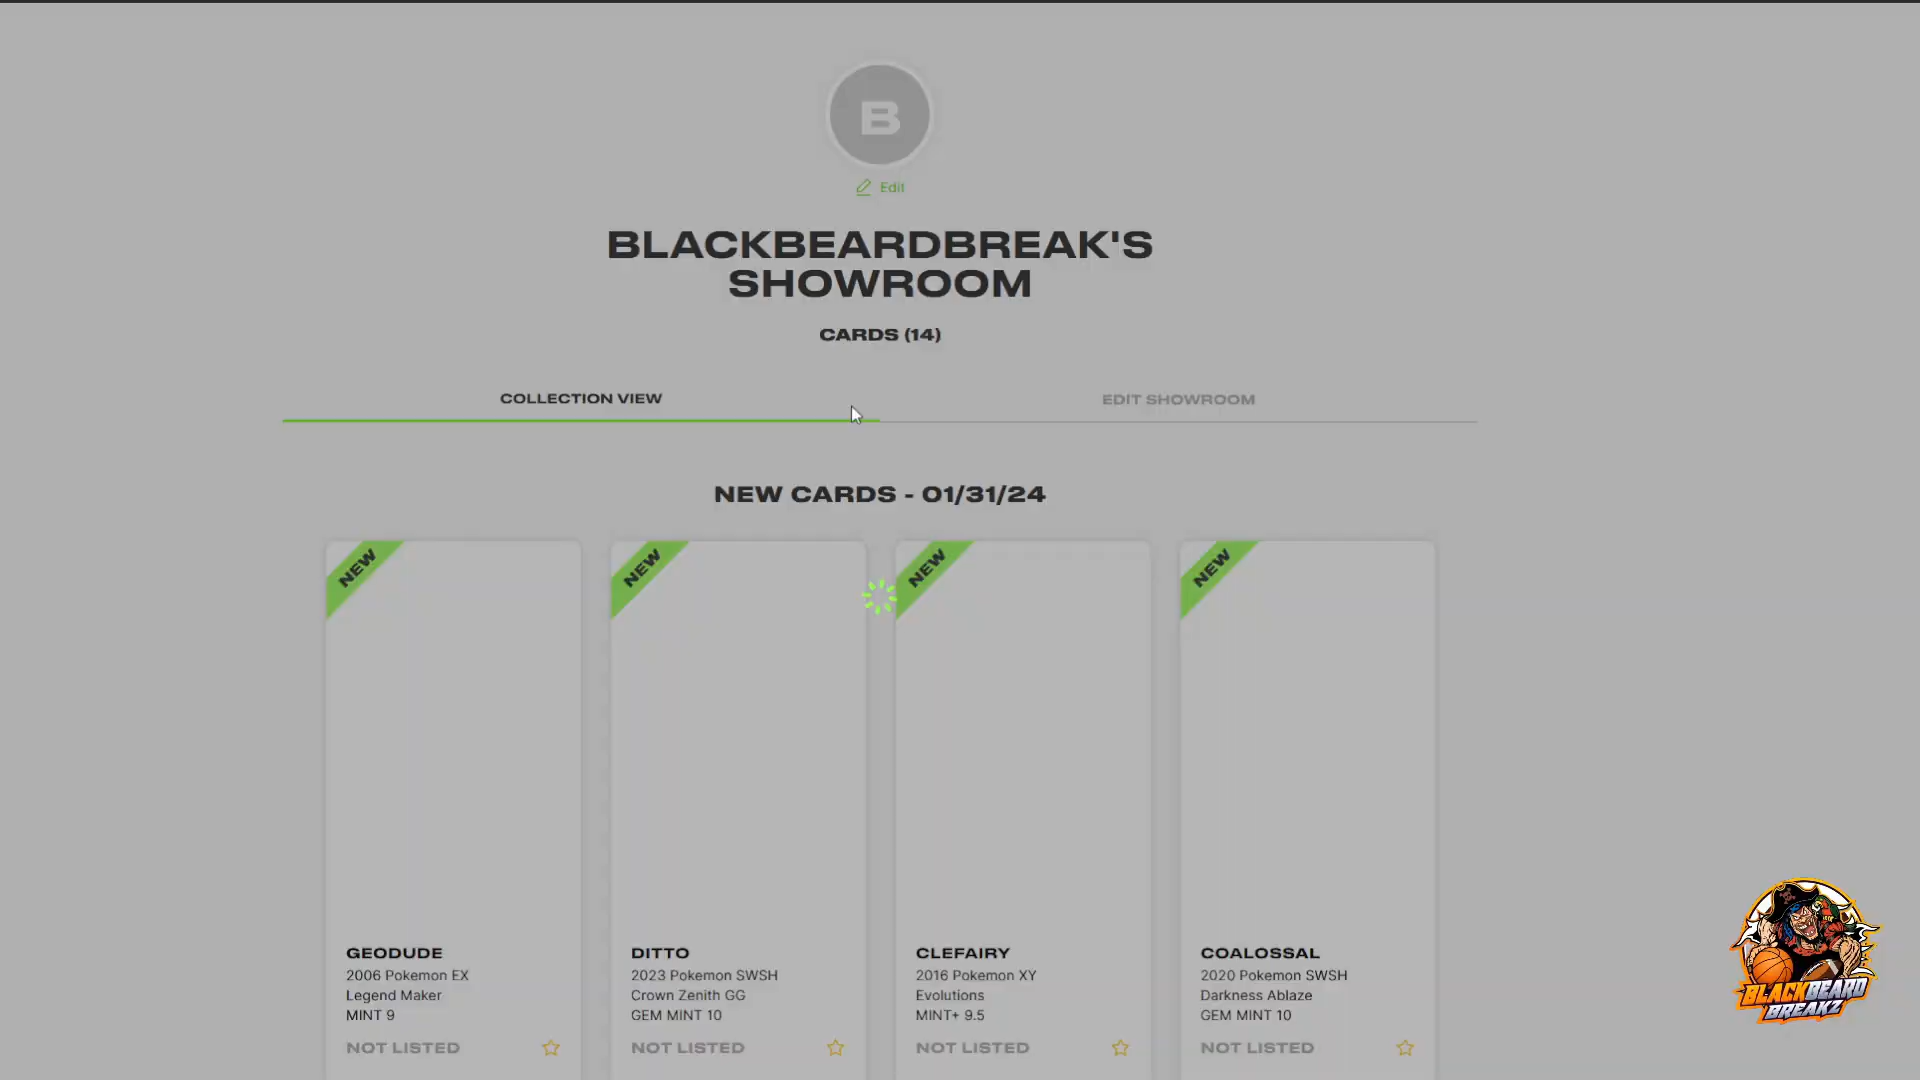 B
Edit
BLACKBEARDBREAK'S
SHOWROOM
CARDS (14)
COLLECTION VIEW
EDIT SHOWROOM
NEW CARDS - 01/31/24
NEW
NEW
NEW
NEW
GEODUDE
2006 Pokemon EX
Legend Maker
MINT 9
NOT LISTED
DITTO
2023 Pokemon SWSH
Crown Zenith GG
GEM MINT 10
NOT LISTED
CLEFAIRY
2016 Pokemon XY
Evolutions
MINT+ 9.5
NOT LISTED
COALOSSAL
2020 Pokemon SWSH
Darkness Ablaze
GEM MINT 10
NOT LISTED
BLACKBEARD
BREAKZ